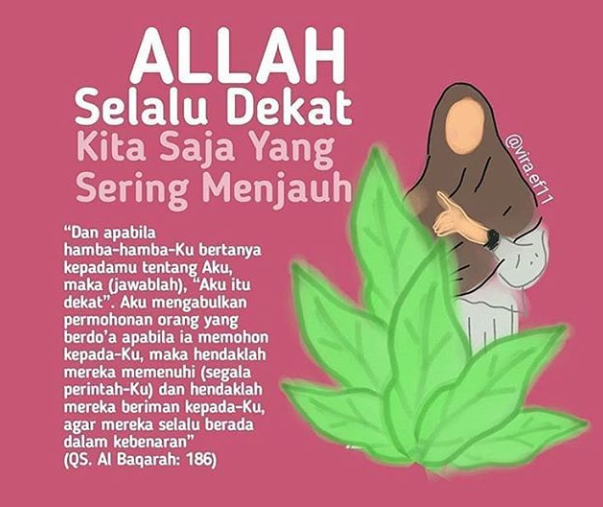 ALLAH
Selalu Dekat
Kita Saja Yang
Sering Menjauh
@vira.ef11
“Dan apabila
hamba-hamba-Ku bertanya
kepadamu tentang Aku,
maka (jawablah), “Aku itu
dekat”. Aku mengabulkan
permohonan orang yang
berdo’a apabila ia memohon
kepada-Ku, maka hendaklah
mereka memenuhi (segala
perintah-Ku) dan hendaklah
mereka beriman kepada-Ku,
agar mereka selalu berada
dalam kebenaran”
(QS. Al Baqarah: 186)